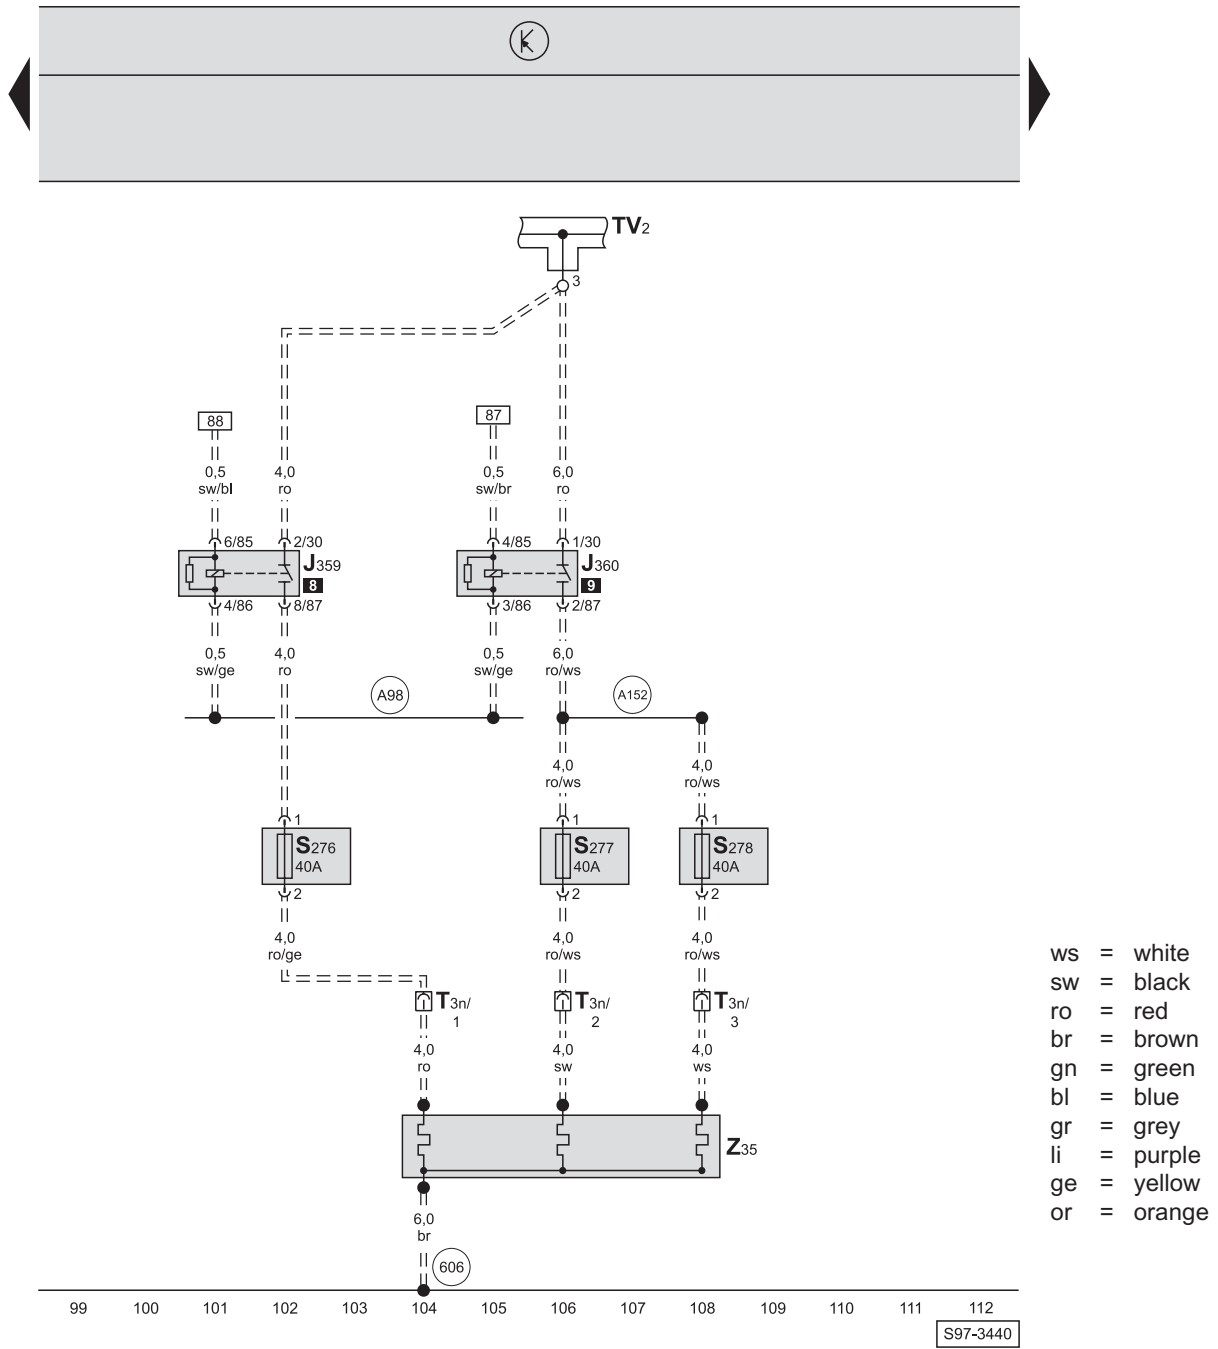 TV2
3
88
87
0,5
sw/bl
4,0
ro
0,5
sw/br
6,0
ro
6/85
2/30
4/85
1/30
J359
8
J360
9
4/86
8/87
3/86
2/87
0,5
sw/ge
4,0
ro
0,5
sw/ge
6,0
ro/ws
A98
A152
4,0
ro/ws
4,0
ro/ws
1
1
1
S276
40A
S277
40A
S278
40A
2
2
2
4,0
ro/ge
4,0
ro/ws
4,0
ro/ws
T3n/
1
T3n/
2
T3n/
3
4,0
ro
4,0
sw
4,0
ws
Z35
6,0
br
606
ws = white
sw = black
ro = red
br = brown
gn = green
bl = blue
gr = grey
li = purple
ge = yellow
or = orange
99 100 101 102 103 104 105 106 107 108 109 110 111 112
S97-3440